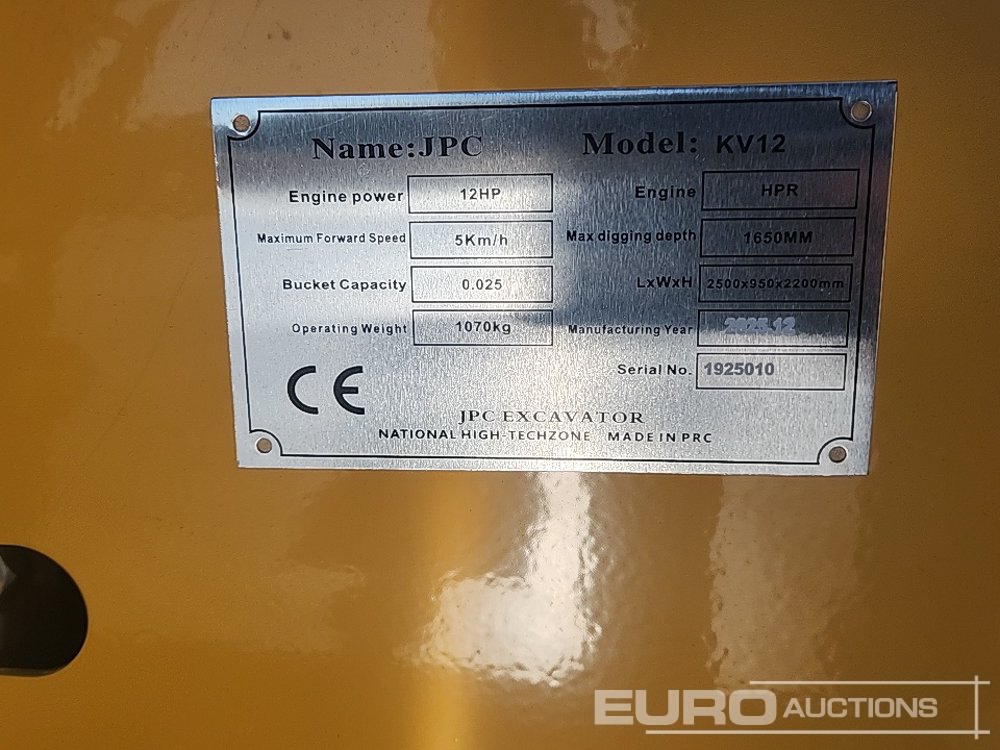 Name:JPC Model: KV12
Engine power 12HP Engine HPR
Maximum Forward Speed 5Km/h Max digging depth 1650MM
Bucket Capacity 0.025 LxWxH 2500x950x2200mm
Operating Weight 1070kg Manufacturing Year 2025.12
Serial No. 1925010
CE
JPC EXCAVATOR
NATIONAL HIGH-TECHZONE MADE IN PRC
EURO AUCTIONS